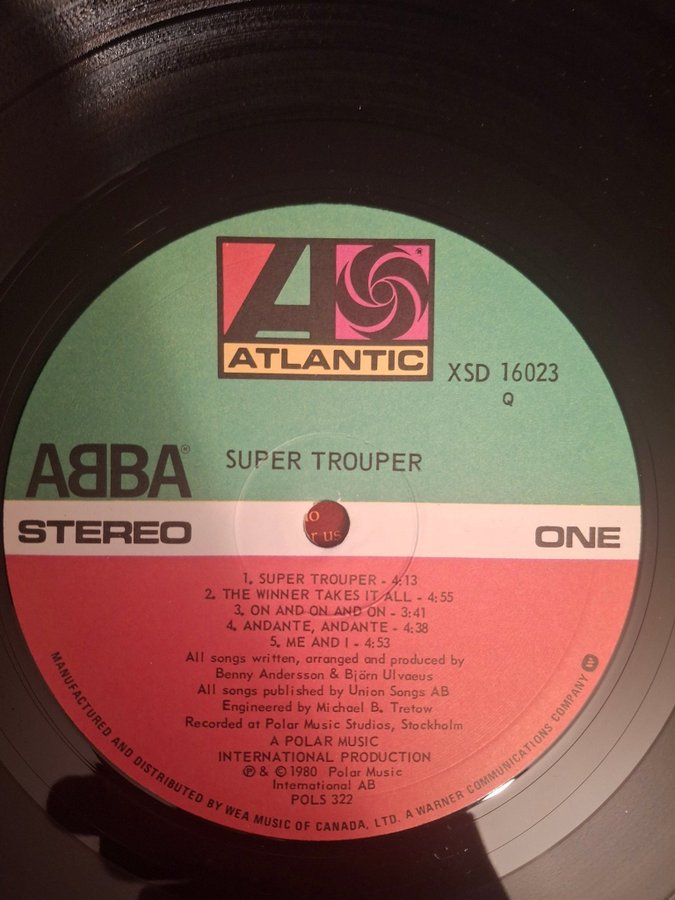 ATLANTIC
XSD 16023
Q
ABBA®
SUPER TROUPER
STEREO
ONE
1. SUPER TROUPER - 4:13
2. THE WINNER TAKES IT ALL - 4:55
3. ON AND ON AND ON - 3:41
4. ANDANTE, ANDANTE - 4:38
5. ME AND I - 4:53
All songs written, arranged and produced by
Benny Andersson & Björn Ulvaeus
All songs published by Union Songs AB
Engineered by Michael B. Tretow
Recorded at Polar Music Studios, Stockholm
A POLAR MUSIC
INTERNATIONAL PRODUCTION
℗ & © 1980 Polar Music
International AB
POLS 322
MANUFACTURED AND DISTRIBUTED BY WEA MUSIC OF CANADA, LTD. A WARNER COMMUNICATIONS COMPANY